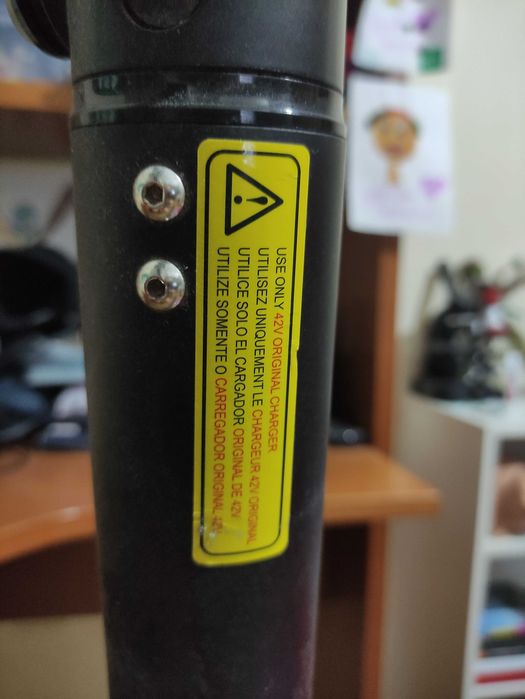 USE ONLY 42V ORIGINAL CHARGER
UTILISEZ UNIQUEMENT LE CHARGEUR 42V ORIGINAL
UTILICE SOLO EL CARGADOR ORIGINAL DE 42V
UTILIZE SOMENTE O CARREGADOR ORIGINAL 42V